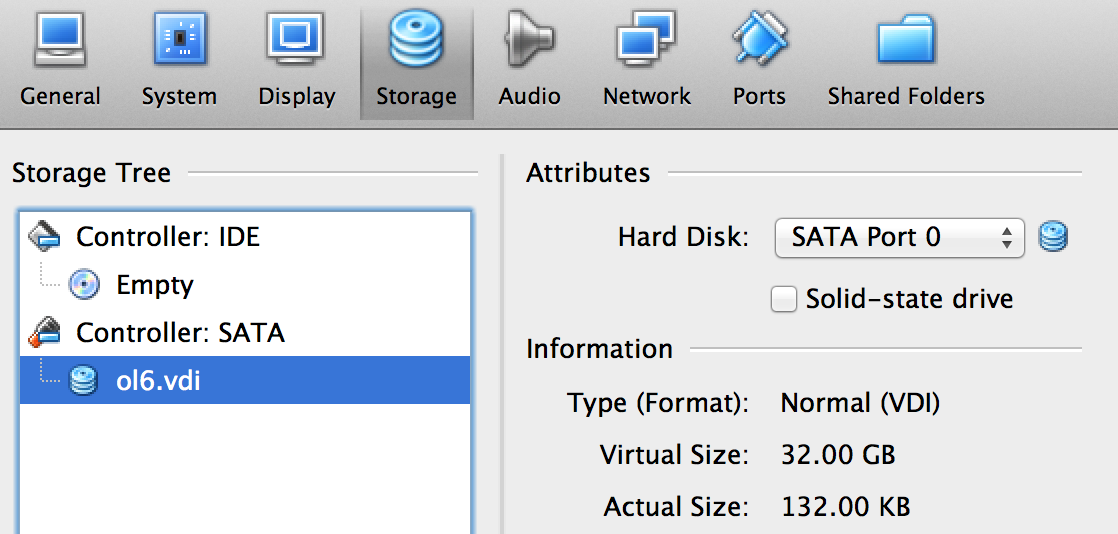 General System Display Storage Audio Network Ports Shared Folders
Storage Tree
Controller: IDE
Empty
Controller: SATA
ol6.vdi
Attributes
Hard Disk: SATA Port 0
Solid-state drive
Information
Type (Format): Normal (VDI)
Virtual Size: 32.00 GB
Actual Size: 132.00 KB